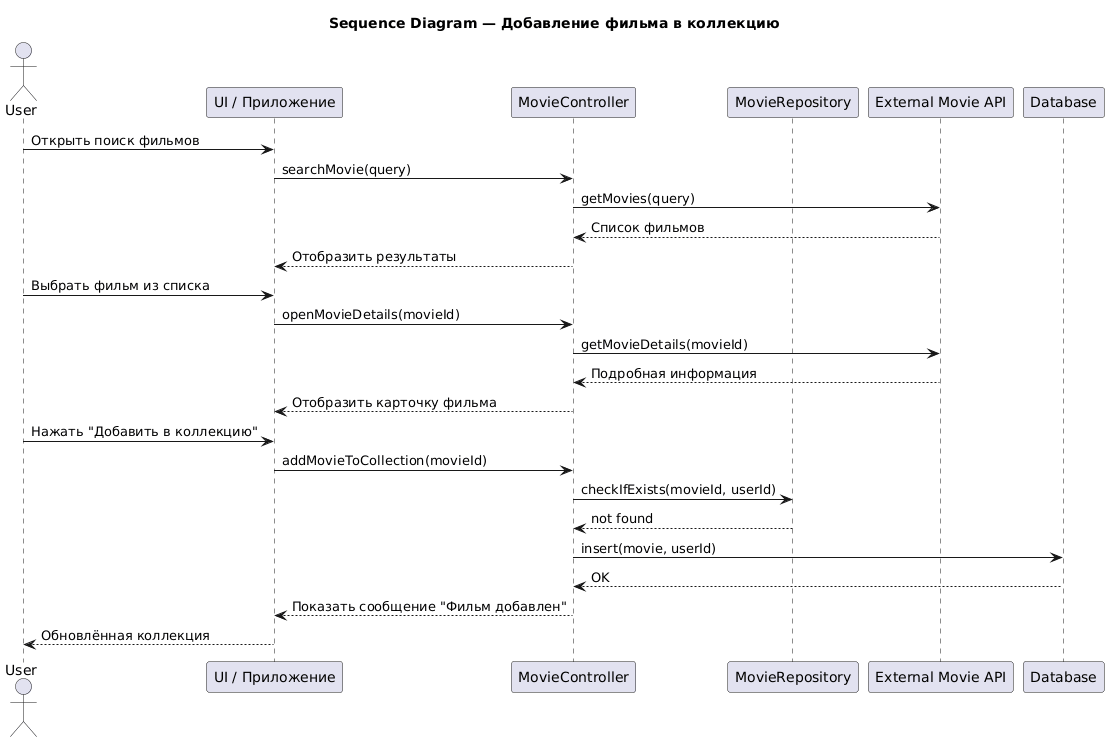 Sequence Diagram — Добавление фильма в коллекцию
User
UI / Приложение
MovieController
MovieRepository
External Movie API
Database
Открыть поиск фильмов
searchMovie(query)
getMovies(query)
Список фильмов
Отобразить результаты
Выбрать фильм из списка
openMovieDetails(movieId)
getMovieDetails(movieId)
Подробная информация
Отобразить карточку фильма
Нажать "Добавить в коллекцию"
addMovieToCollection(movieId)
checkIfExists(movieId, userId)
not found
insert(movie, userId)
OK
Показать сообщение "Фильм добавлен"
Обновлённая коллекция
User
UI / Приложение
MovieController
MovieRepository
External Movie API
Database